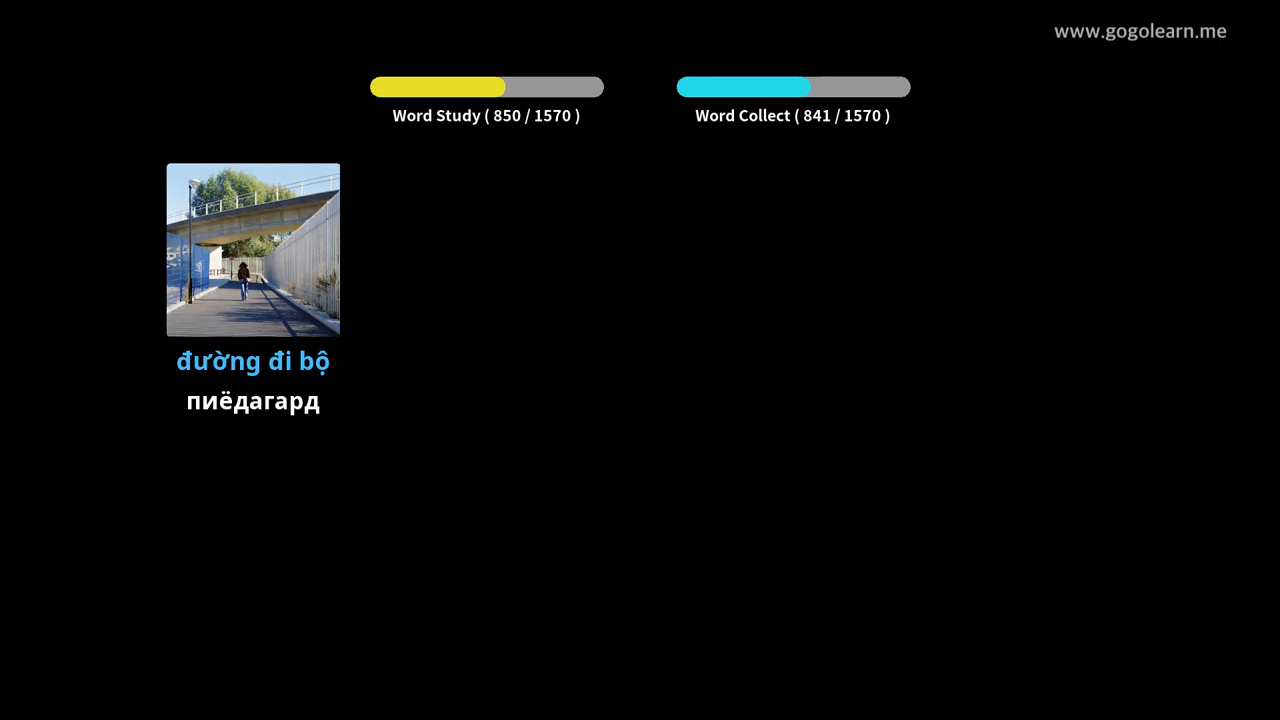 www.gogolearn.me
Word Study ( 850 / 1570 )
Word Collect ( 841 / 1570 )
đường đi bộ
пиёдагард